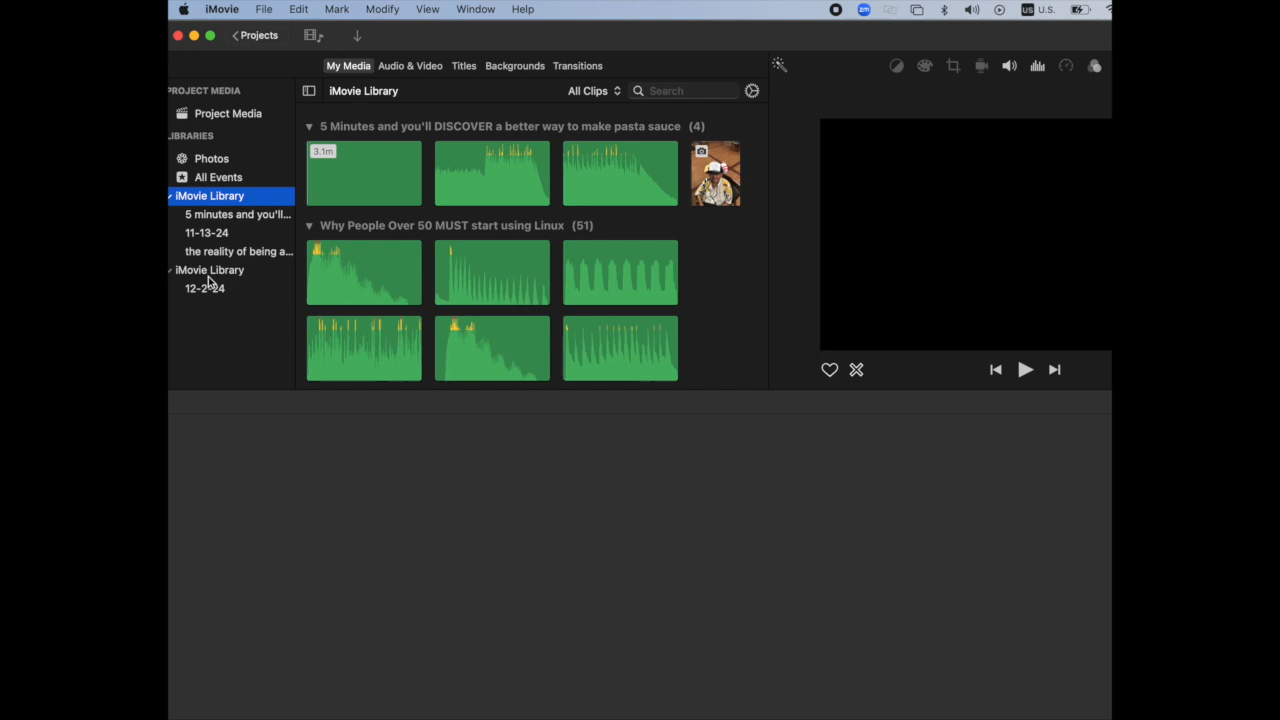 iMovie File Edit Mark Modify View Window Help zm US U.S.
Projects
My Media Audio & Video Titles Backgrounds Transitions
PROJECT MEDIA
iMovie Library All Clips Search
Project Media
5 Minutes and you'll DISCOVER a better way to make pasta sauce (4)
LIBRARIES
3.1m
Photos
All Events
iMovie Library
5 minutes and you'll...
Why People Over 50 MUST start using Linux (51)
11-13-24
the reality of being a...
iMovie Library
12-2-24